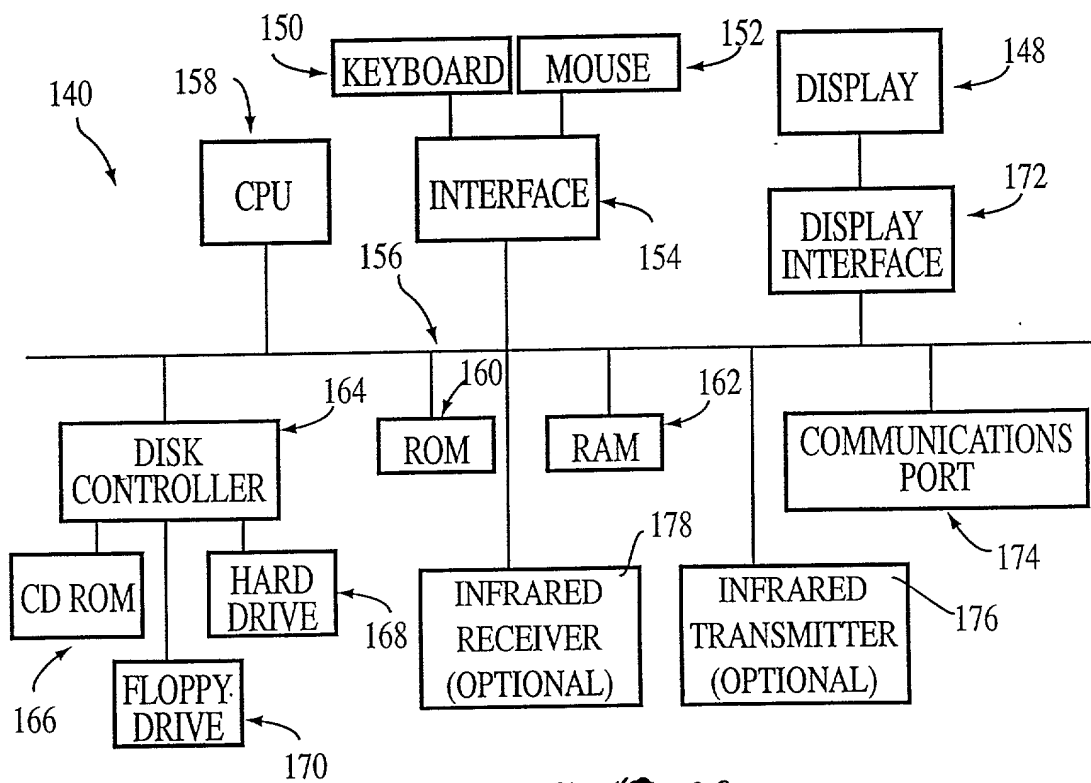 150
KEYBOARD
MOUSE
152
DISPLAY
148
140
158
CPU
INTERFACE
154
DISPLAY
INTERFACE
172
156
164
DISK
CONTROLLER
160
ROM
162
RAM
COMMUNICATIONS
PORT
174
CD ROM
166
HARD
DRIVE
168
FLOPPY
DRIVE
170
178
INFRARED
RECEIVER
(OPTIONAL)
INFRARED
TRANSMITTER
(OPTIONAL)
176